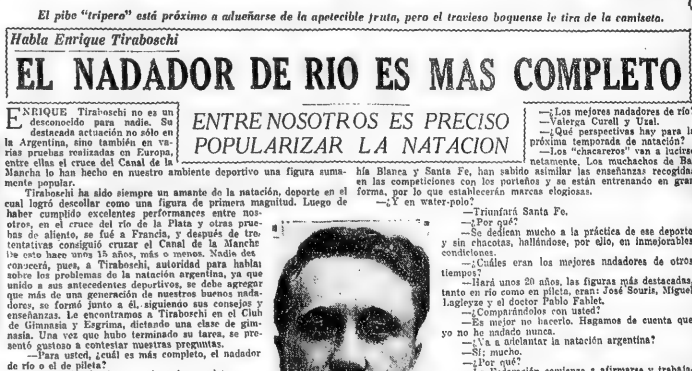 El pibe "tripero" está próximo a adueñarse de la apetecible fruta, pero el travieso boquense le tira de la camiseta.
Habla Enrique Tiraboschi
EL NADADOR DE RIO ES MAS COMPLETO
ENTRE NOSOTROS ES PRECISO
POPULARIZAR LA NATACION
ENRIQUE Tiraboschi no es un
desconocido para nadie. Su
destacada actuación no sólo en
la Argentina, sino también en va-
rias pruebas realizadas en Europa,
entre ellas el cruce del Canal de la
Mancha lo han hecho en nuestro ambiente deportivo una figura suma-
mente popular.
Tiraboschi ha sido siempre un amante de la natación, deporte en el
cual logró descollar como una figura de primera magnitud. Luego de
haber cumplido excelentes performances entre nos-
otros, en el cruce del río de la Plata y otras prue-
bas de aliento, se fué a Francia, y después de tres
tentativas consiguió cruzar el Canal de la Mancha
De esto hace unos 15 años, más o menos. Nadie des
conocerá, pues, a Tiraboschi, autoridad para hablar
sobre los problemas de la natación argentina, ya que
unido a sus antecedentes deportivos, se debe agregar
que más de una generación de nuestros buenos nada-
dores, se formó junto a él, siguiendo sus consejos y
enseñanzas. Le encontramos a Tiraboschi en el Club
de Gimnasia y Esgrima, dictando una clase de gim-
nasia. Una vez que hubo terminado su tarea, se pre-
sentó gustoso a contestar nuestras preguntas.
—Para usted, ¿cuál es más completo, el nadador
de río o el de pileta?
—¿Los mejores nadadores de río?
—Valerga Curell y Uzal.
—¿Qué perspectivas hay para la
próxima temporada de natación?
—Los "chacareros" van a lucirse
netamente. Los muchachos de Ba
hía Blanca y Santa Fe, han sabido asimilar las enseñanzas recogidas
en las competiciones con los porteños y se están entrenando en gran
forma, por lo que establecerán marcas elogiosas.
—¿Y en water-polo?
—Triunfará Santa Fe.
—¿Por qué?
—Se dedican mucho a la práctica de ese deporte
y sin chacotas, hallándose, por ello, en inmejorables
condiciones.
—¿Cuáles eran los mejores nadadores de otros
tiempos?
—Hará unos 20 años, las figuras más destacadas,
tanto en río como en pileta, eran: José Souris, Miguel
Lagleyze y el doctor Pablo Fahlet.
—¿Comparándolos con usted?
—Es mejor no hacerlo. Hagamos de cuenta que
yo no he nadado nunca.
—¿Va a adelantar la natación argentina?
—Sí; mucho.
—¿Por qué?
comienza a afirmarse y trabaja